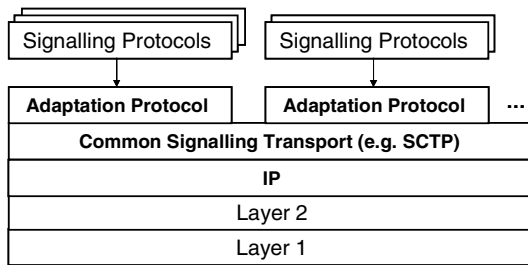 Signalling Protocols Signalling Protocols
Adaptation Protocol Adaptation Protocol ...
Common Signalling Transport (e.g. SCTP)
IP
Layer 2
Layer 1